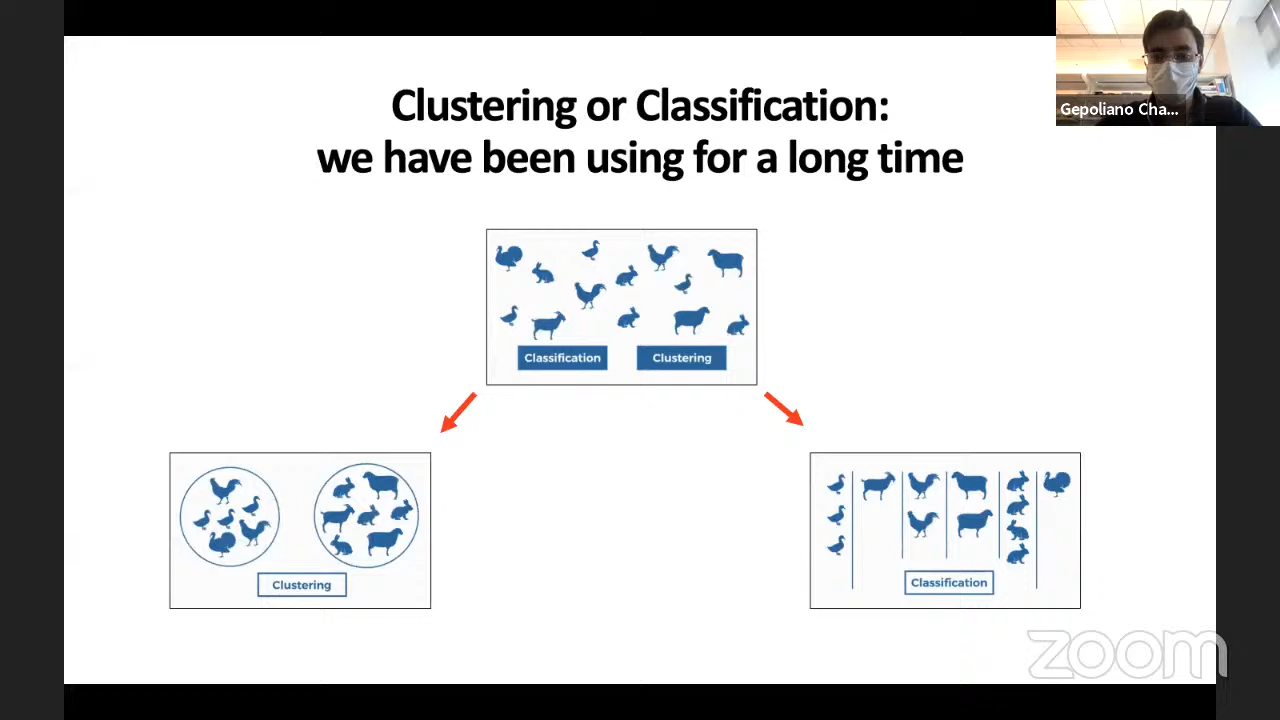 Clustering or Classification:
we have been using for a long time
Gepoliano Cha...
Classification
Clustering
Clustering
Classification
zoom